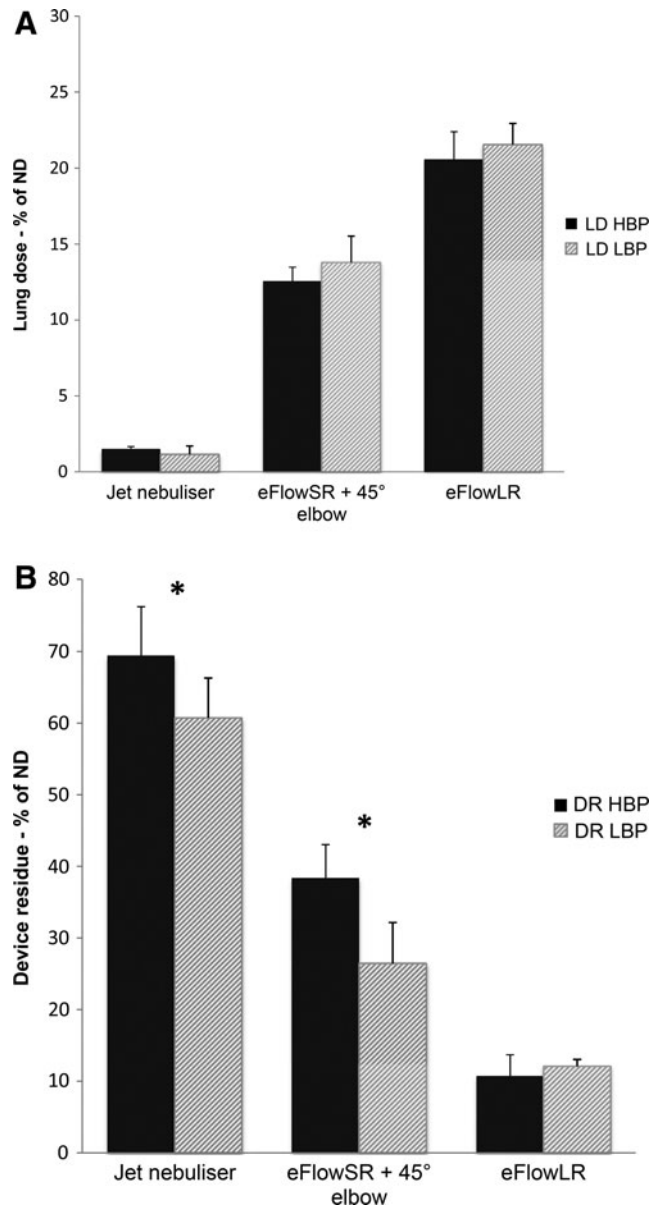 A
30
25
20
15
10
5
0
Lung dose - % of ND
LD HBP
LD LBP
Jet nebuliser
eFlowSR + 45°
elbow
eFlowLR
B
80
70
60
50
40
30
20
10
0
Device residue - % of ND
*
*
DR HBP
DR LBP
Jet nebuliser
eFlowSR + 45°
elbow
eFlowLR